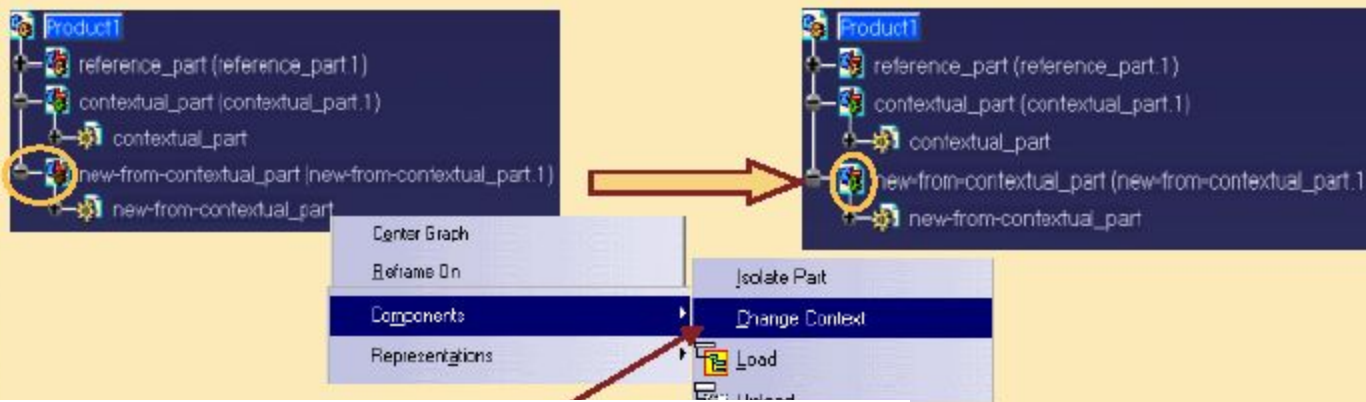 Product1
reference_part (reference_part.1)
contextual_part (contextual_part.1)
contextual_part
new-from-contextual_part (new-from-contextual_part.1)
new-from-contextual_part
Product1
reference_part (reference_part.1)
contextual_part (contextual_part.1)
contextual_part
new-from-contextual_part (new-from-contextual_part.1
new-from-contextual_part
Center Graph
Reframe On
Components
Representations
Isolate Part
Change Context
Load